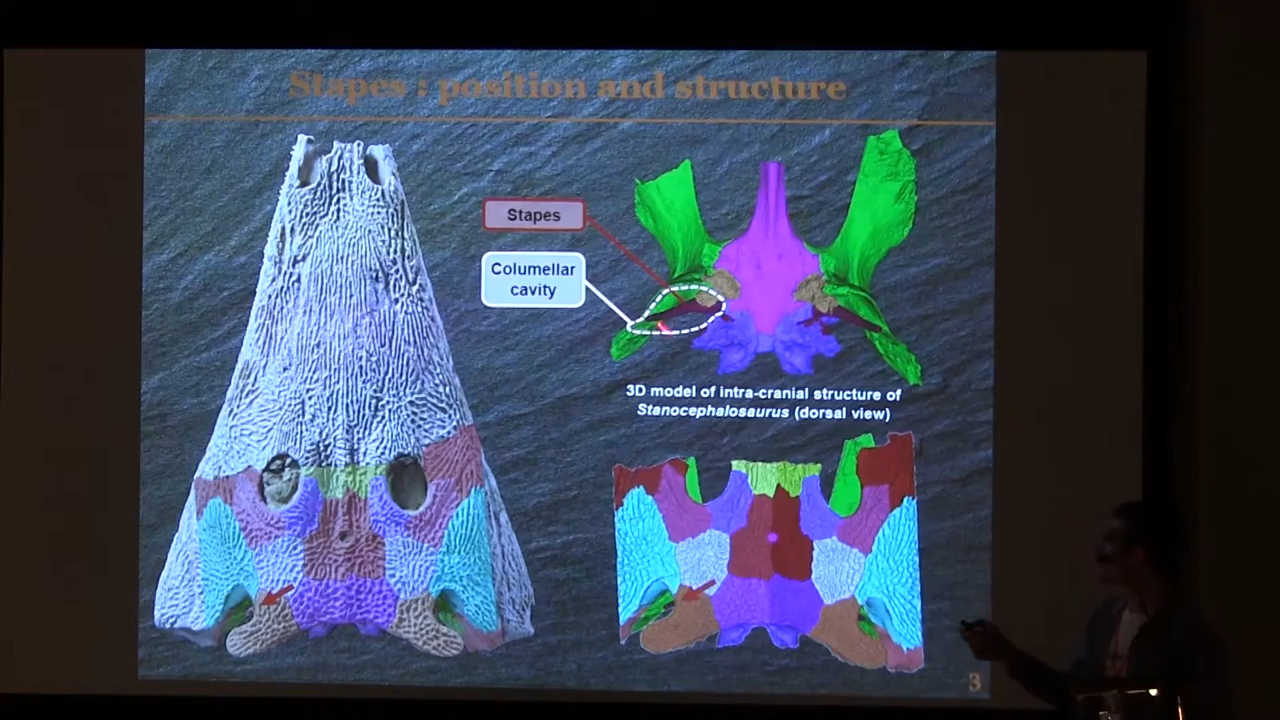 Stapes : position and structure
Stapes
Columellar
cavity
3D model of intra-cranial structure of
Stanocephalosaurus (dorsal view)
3